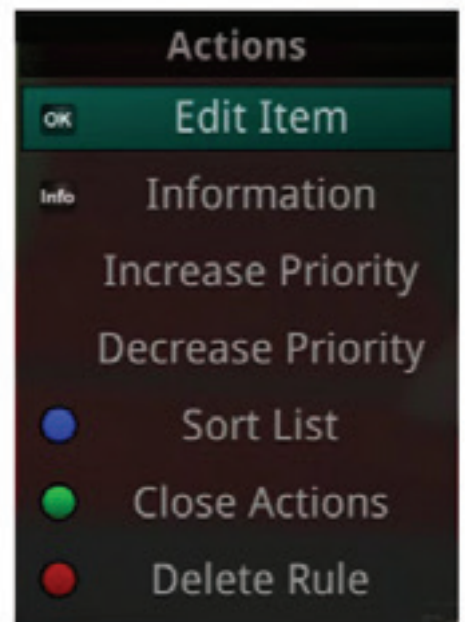 Actions
OK Edit Item
Info Information
Increase Priority
Decrease Priority
Sort List
Close Actions
Delete Rule